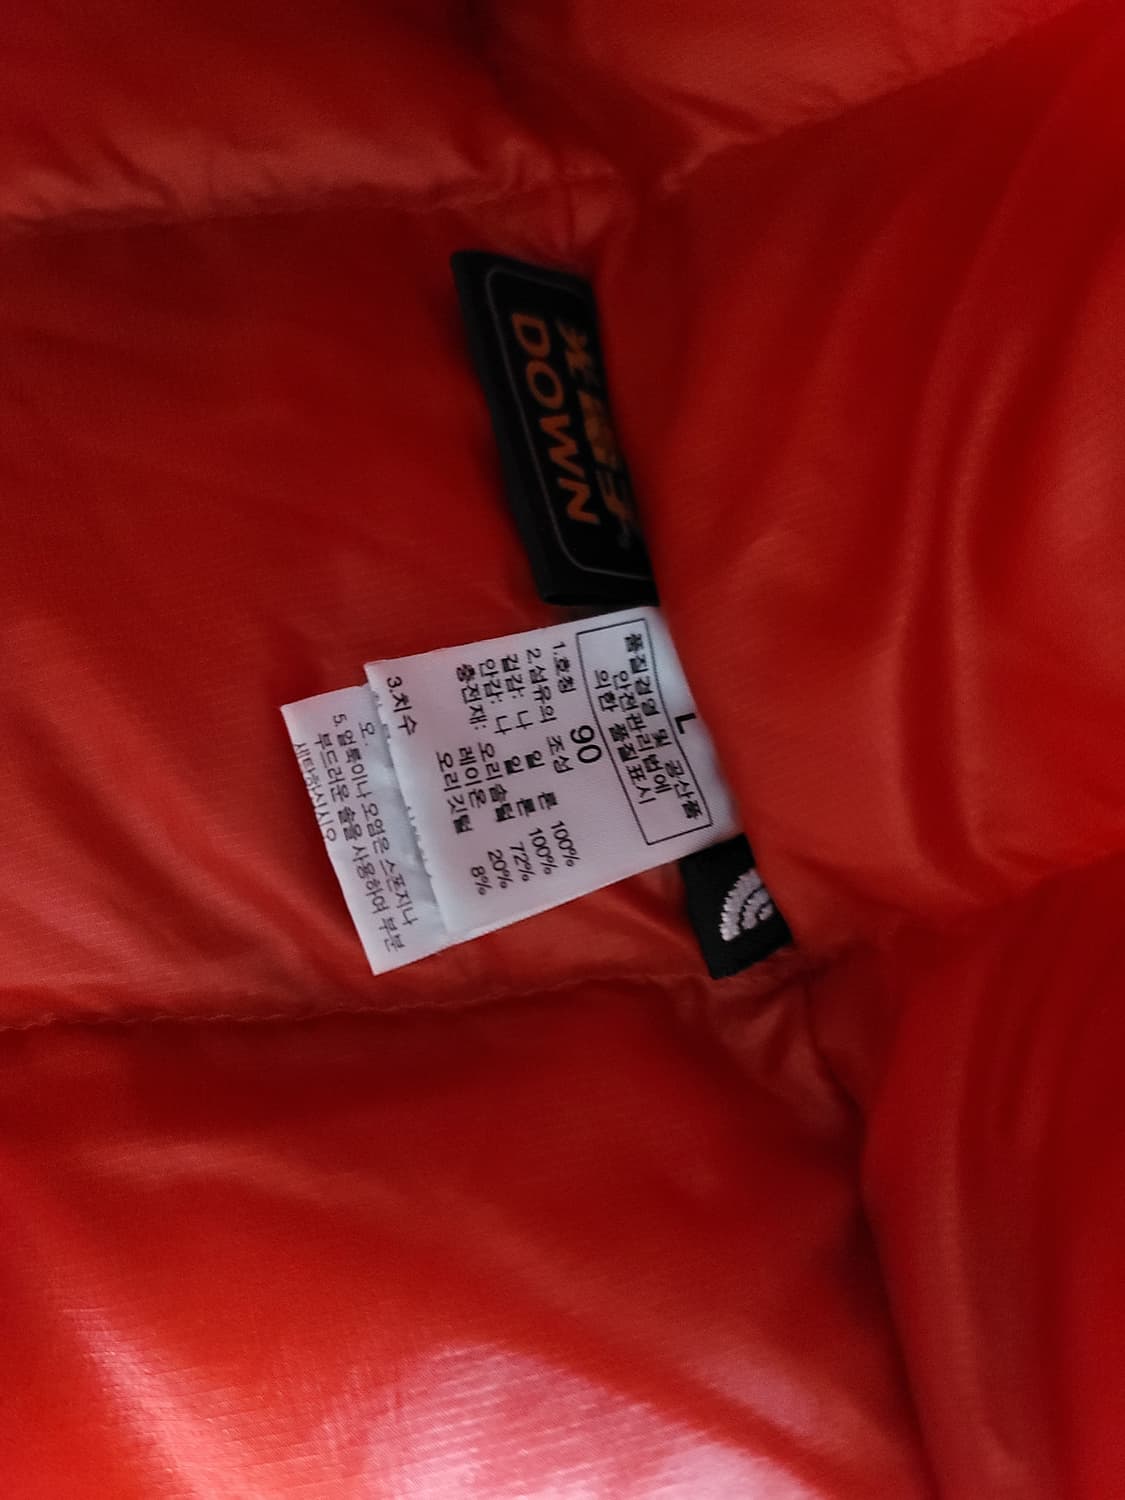 DOWN
L
품질경영 및 공산품
안전관리법에
의한 품질표시
1.호칭 90
2.섬유의 조성
겉감: 나 일 론 100%
안감: 나 일 론 100%
충전재: 오리솜털 72%
레이온 20%
오리깃털 8%
3.치수
오.
5.얼룩이나 오염은 스폰지나
부드러운 솔을 사용하여 부분
세탁하십시오